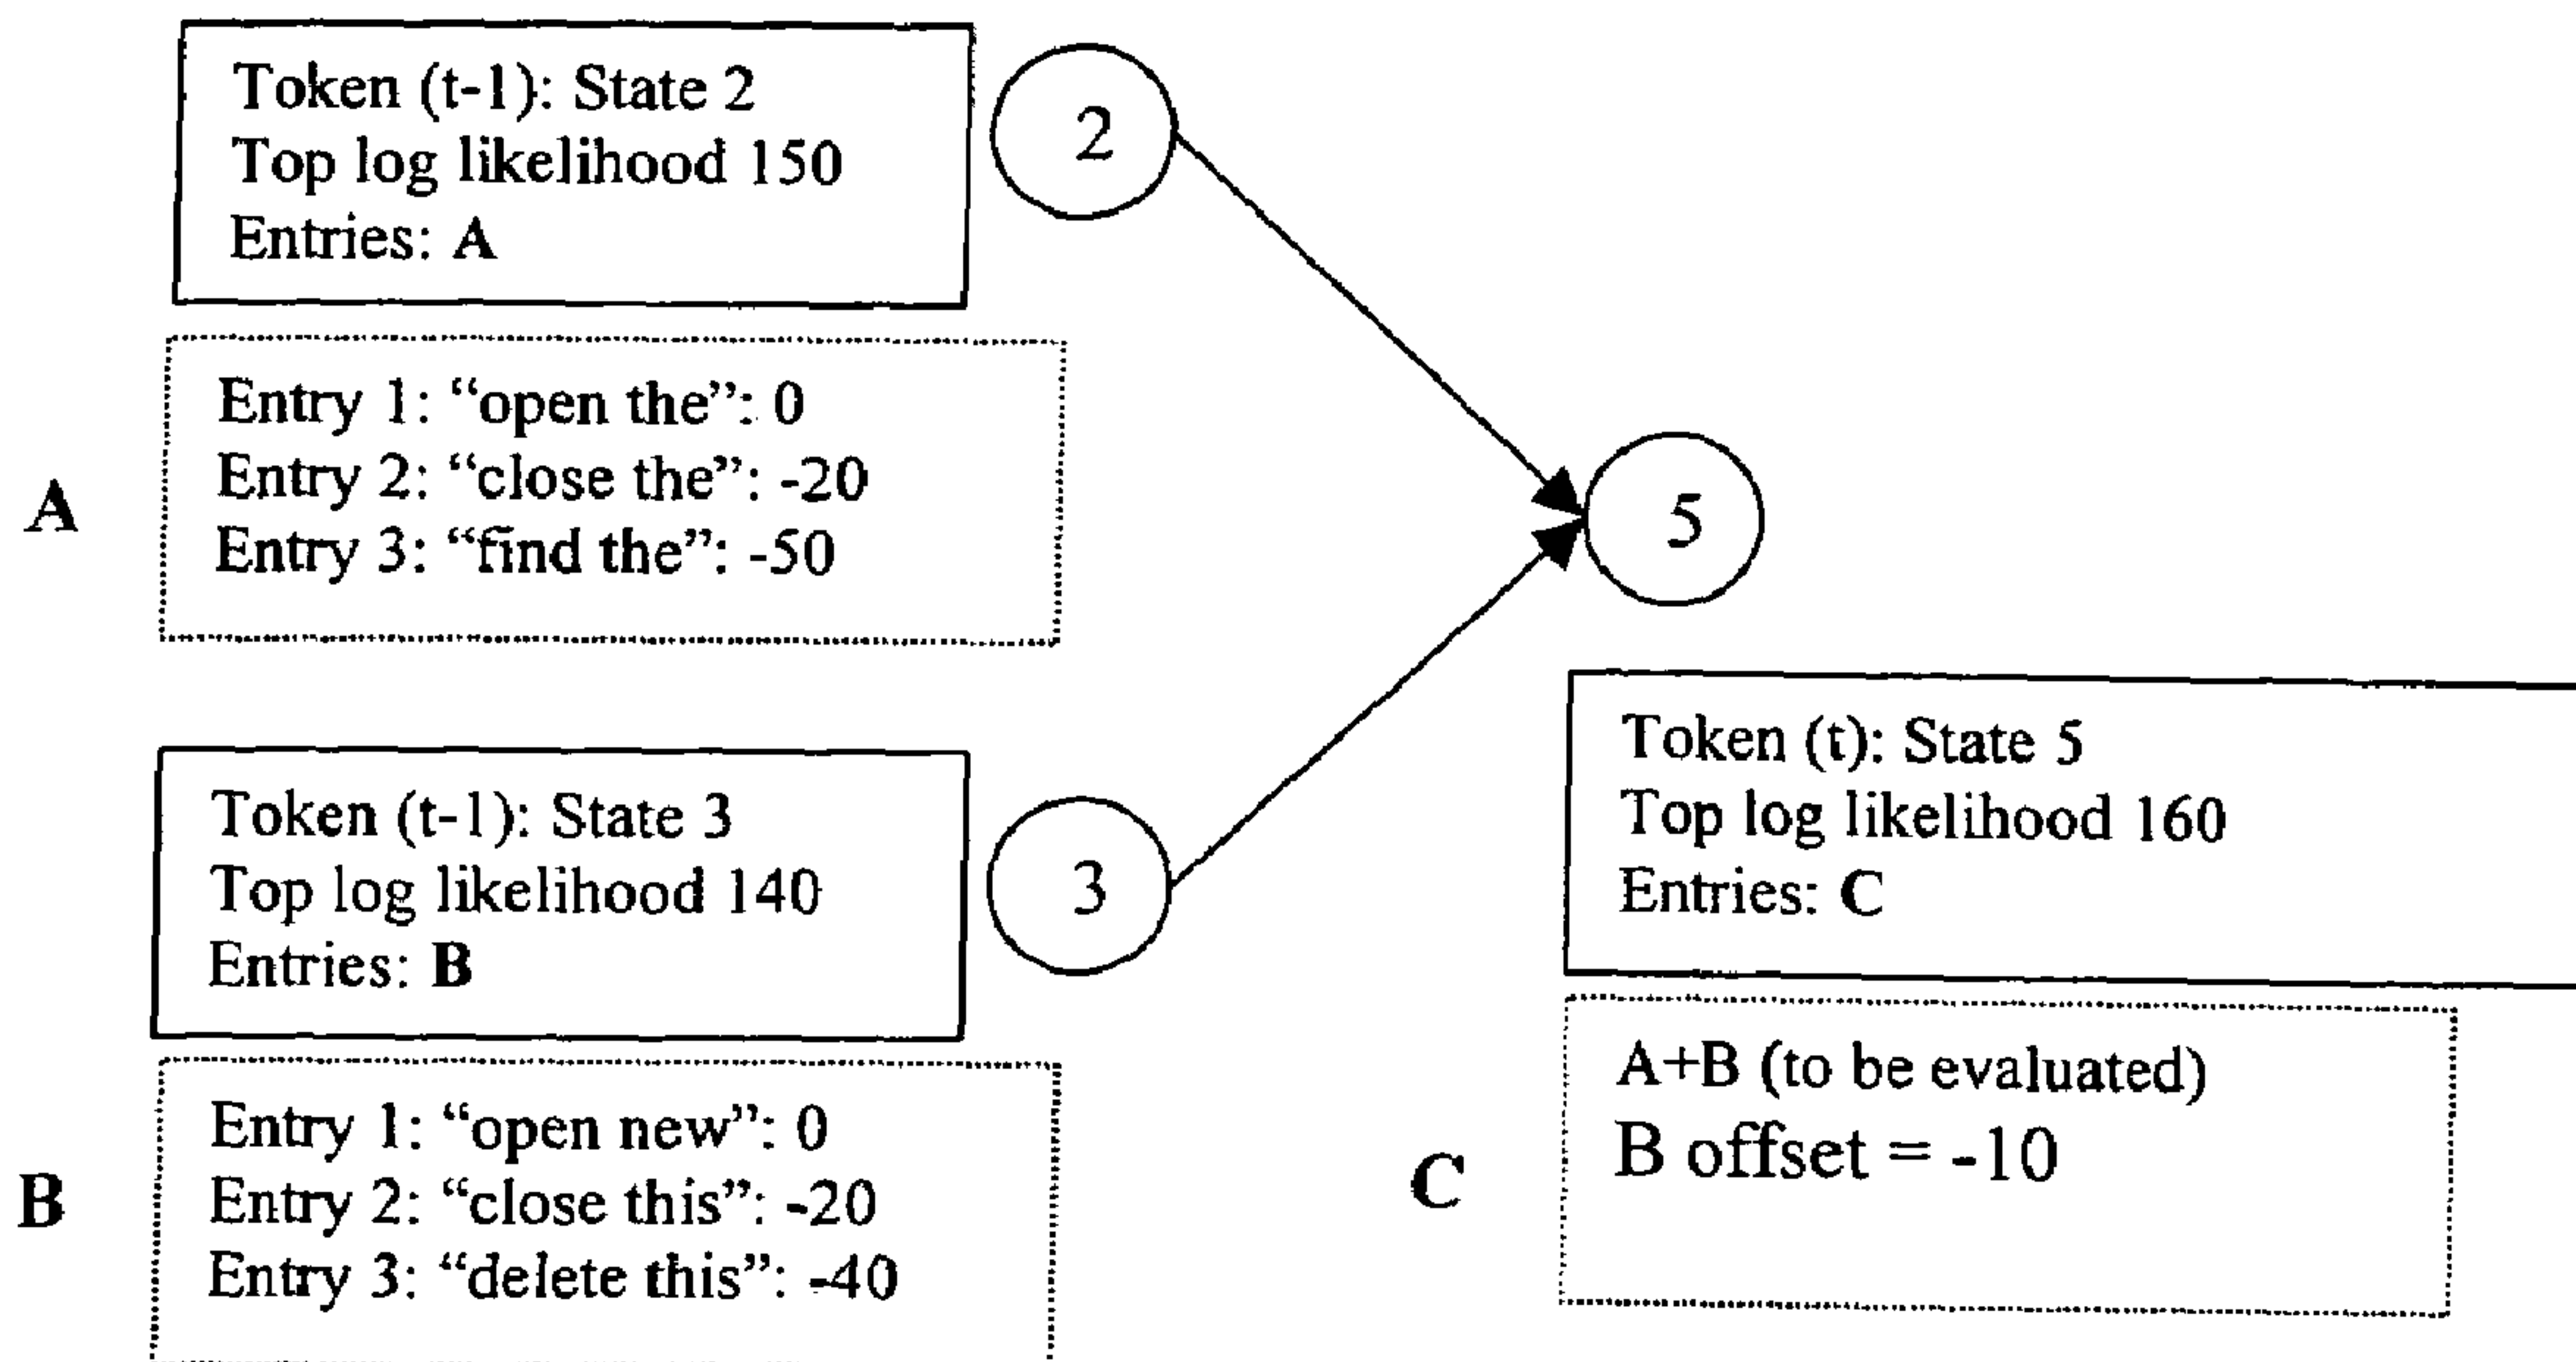 Token (t-1): State 2
Top log likelihood 150
Entries: A
2
A
Entry 1: “open the”: 0
Entry 2: “close the”: -20
Entry 3: “find the”: -50
5
Token (t-1): State 3
Top log likelihood 140
Entries: B
3
B
Entry 1: “open new”: 0
Entry 2: “close this”: -20
Entry 3: “delete this”: -40
Token (t): State 5
Top log likelihood 160
Entries: C
C
A+B (to be evaluated)
B offset = -10